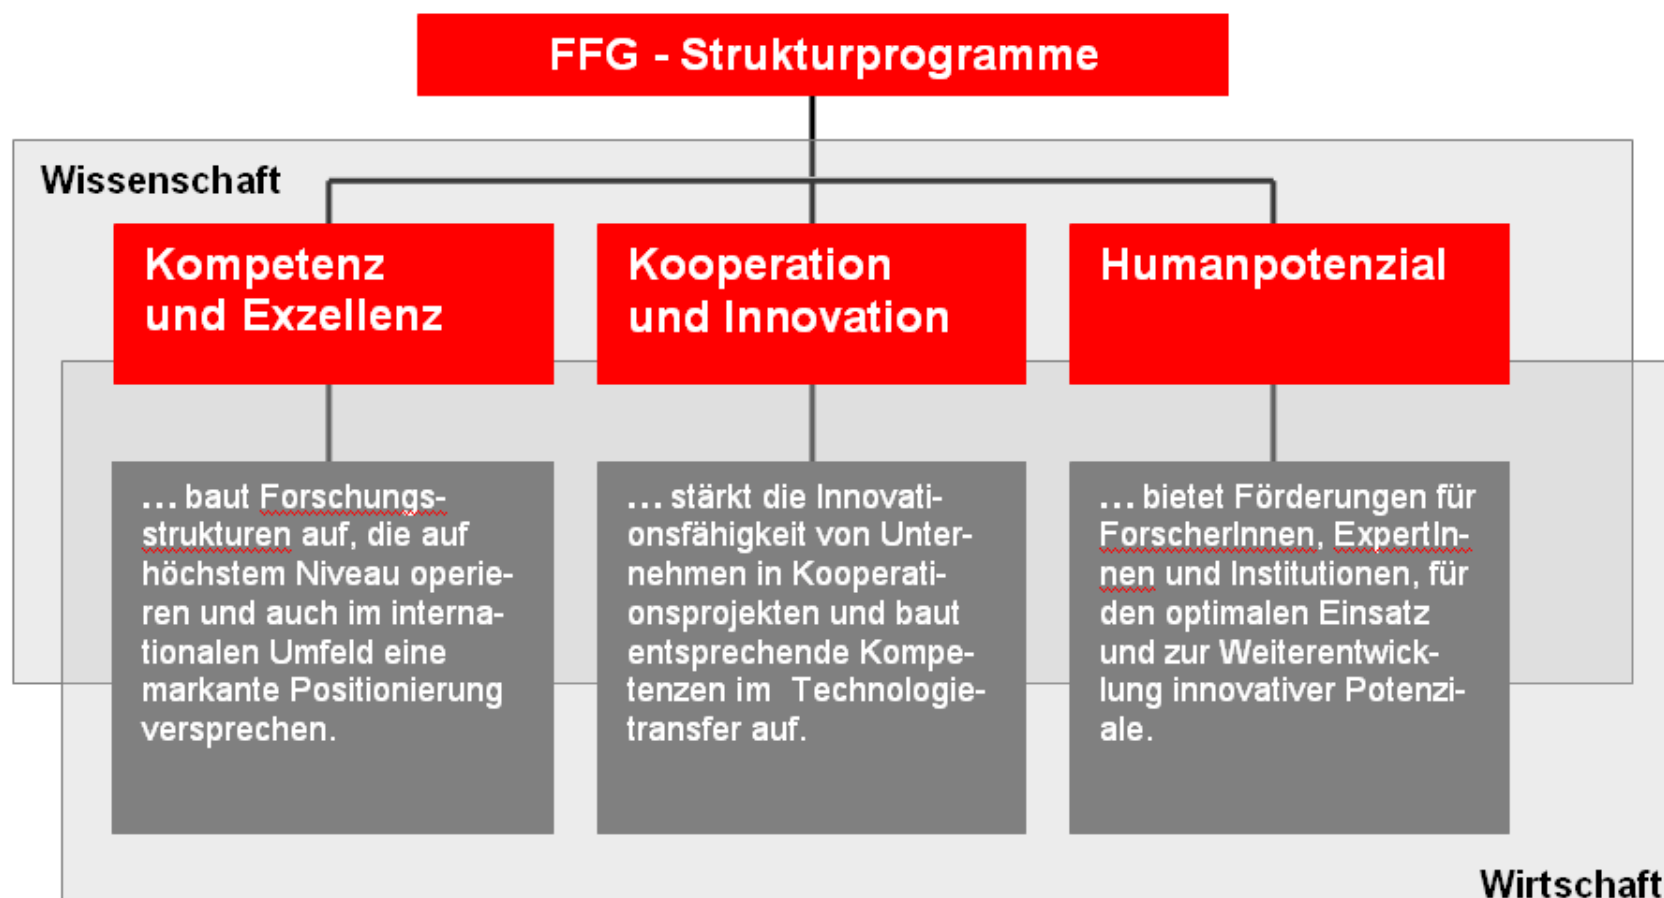 FFG - Strukturprogramme
Wissenschaft
Kompetenz
und Exzellenz
Kooperation
und Innovation
Humanpotenzial
... baut Forschungs-
strukturen auf, die auf
höchstem Niveau operie-
ren und auch im interna-
tionalen Umfeld eine
markante Positionierung
versprechen.
... stärkt die Innovati-
onsfähigkeit von Unter-
nehmen in Kooperati-
onsprojekten und baut
entsprechende Kompe-
tenzen im  Technologie-
transfer auf.
... bietet Förderungen für
ForscherInnen, ExpertIn-
nen und Institutionen, für
den optimalen Einsatz
und zur Weiterentwick-
lung innovativer Potenzi-
ale.
Wirtschaft